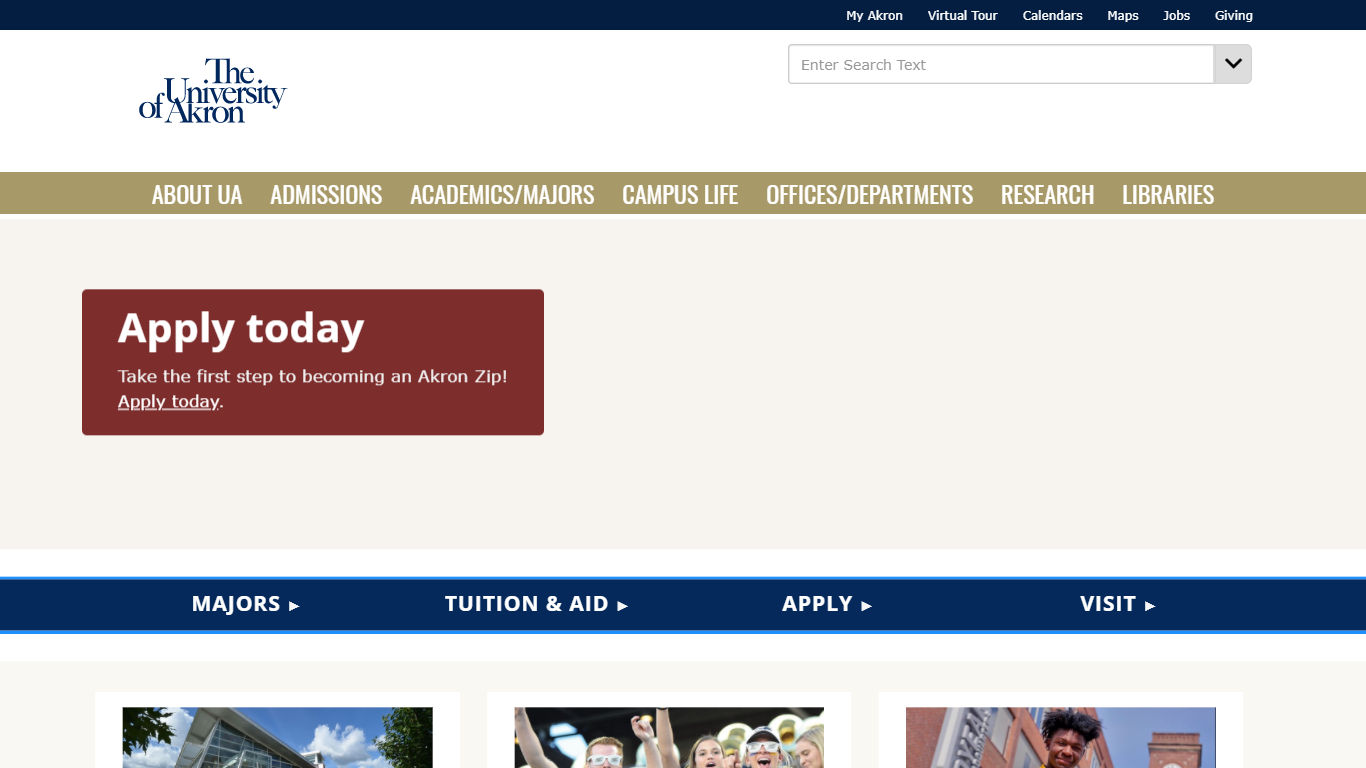 My Akron Virtual Tour Calendars Maps Jobs Giving
Enter Search Text
The
University
of Akron
ABOUT UA ADMISSIONS ACADEMICS/MAJORS CAMPUS LIFE OFFICES/DEPARTMENTS RESEARCH LIBRARIES
Apply today
Take the first step to becoming an Akron Zip!
Apply today.
MAJORS ► TUITION & AID ► APPLY ► VISIT ►